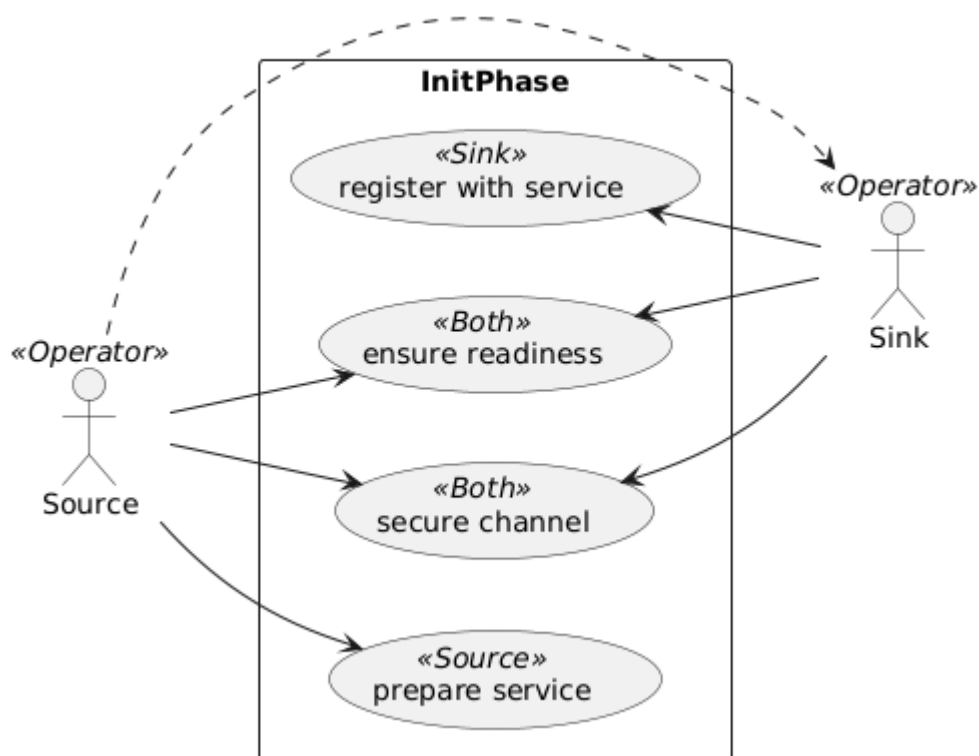 InitPhase
«Sink»
register with service
«Operator»
Sink
«Both»
ensure readiness
«Operator»
Source
«Both»
secure channel
«Source»
prepare service